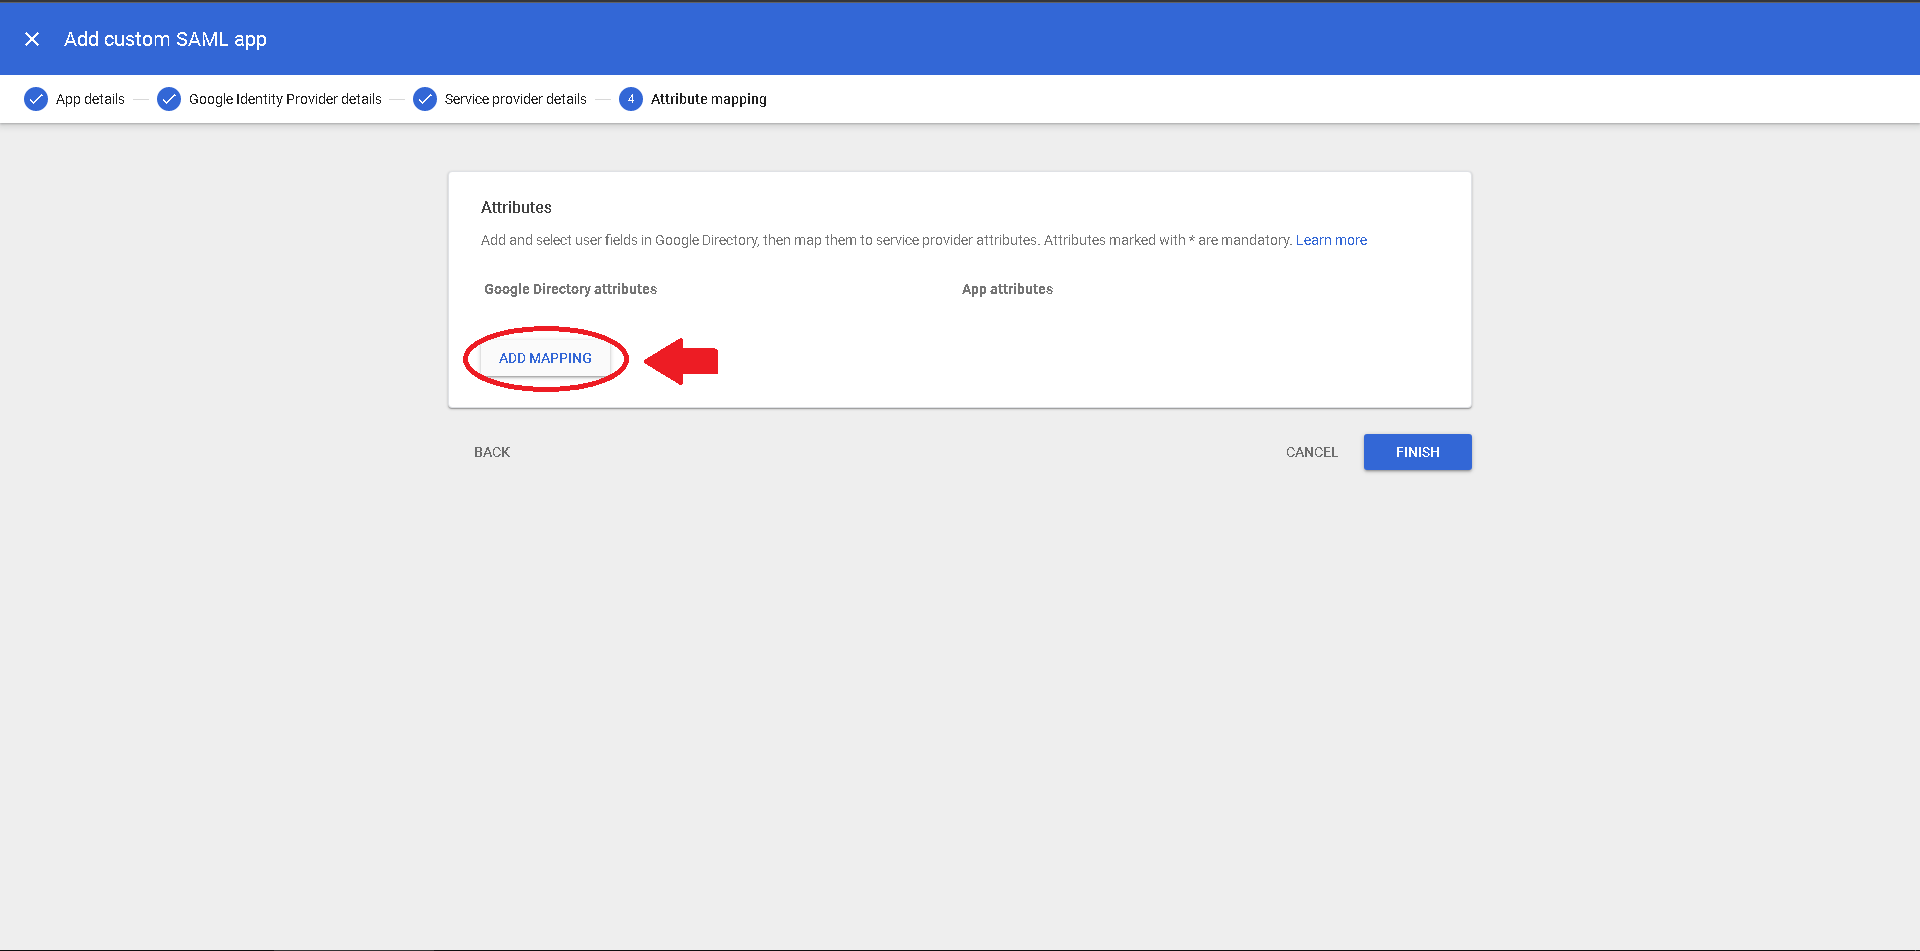 Add custom SAML app
App details
Google Identity Provider details
Service provider details
4
Attribute mapping
Attributes
Add and select user fields in Google Directory, then map them to service provider attributes. Attributes marked with * are mandatory. Learn more
Google Directory attributes
App attributes
ADD MAPPING
BACK
CANCEL
FINISH